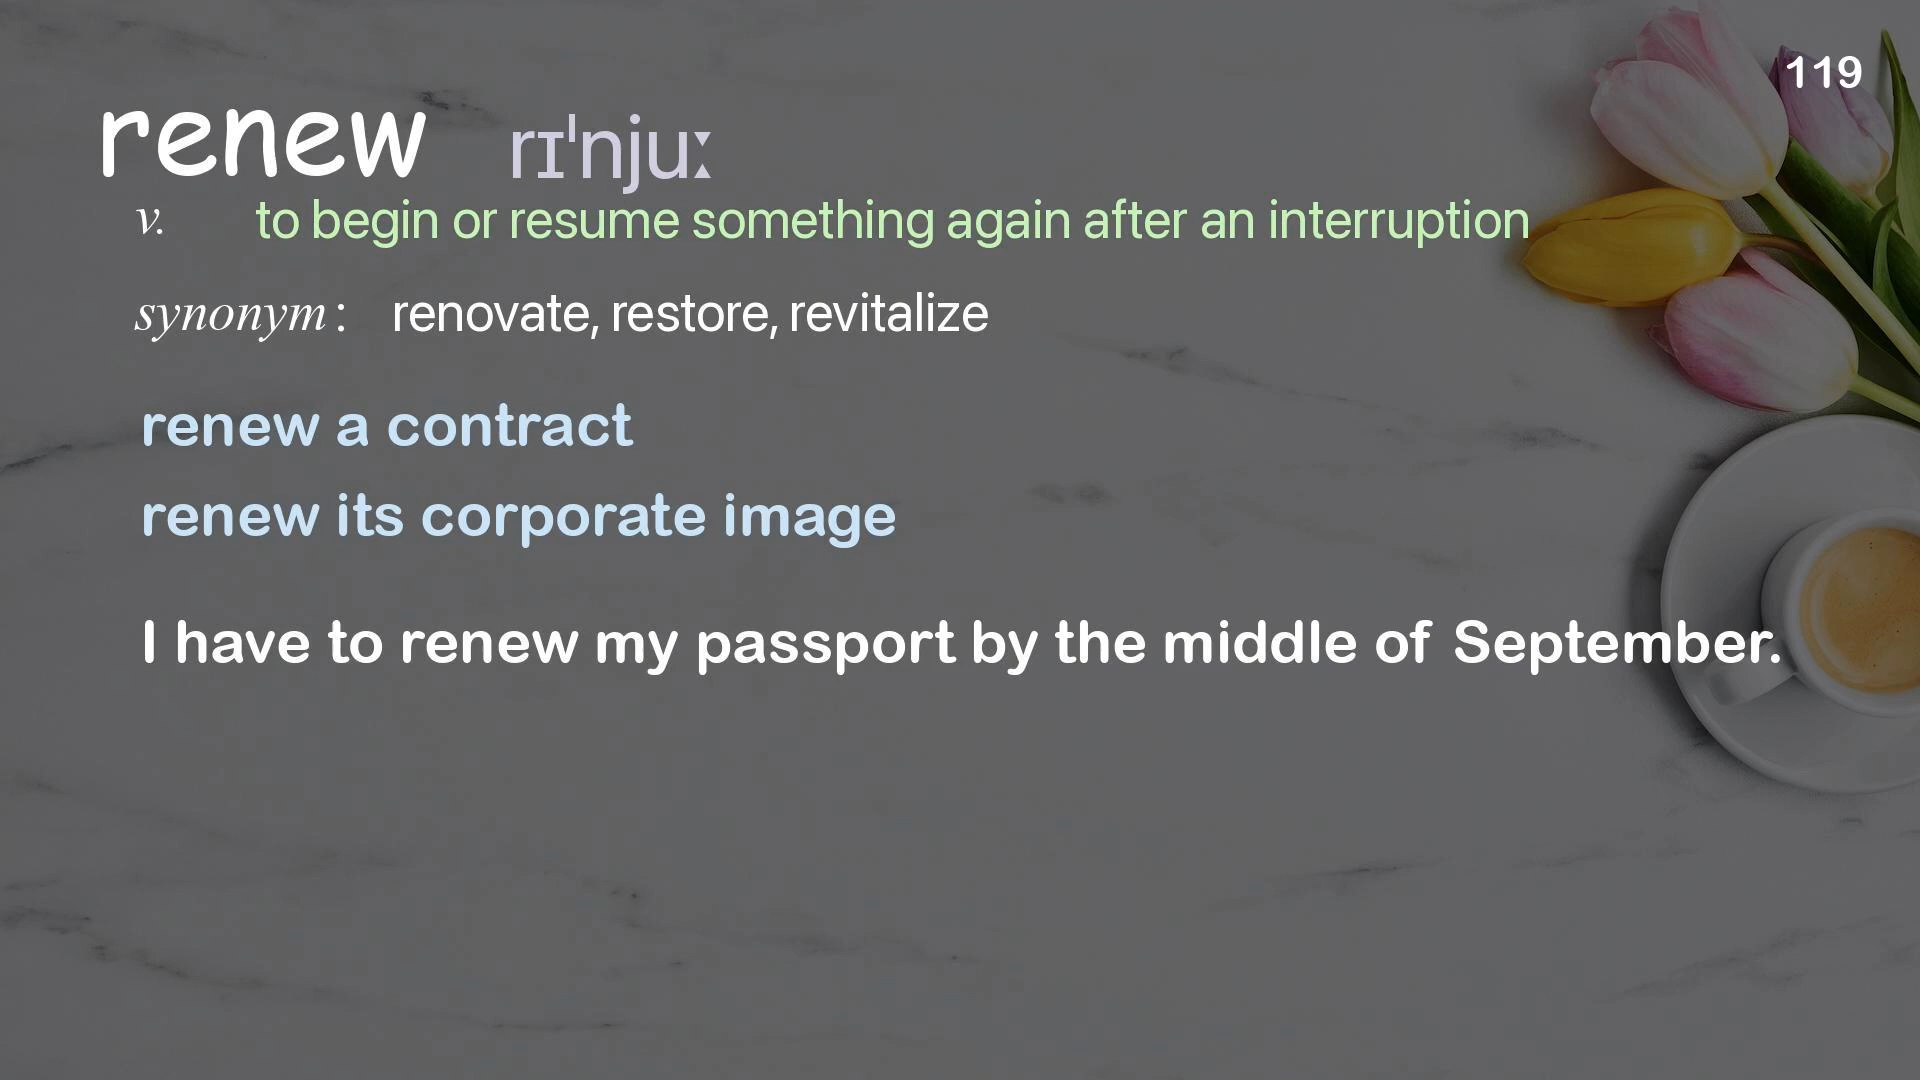 119
renew rɪˈnjuː
v. to begin or resume something again after an interruption
synonym : renovate, restore, revitalize
renew a contract
renew its corporate image
I have to renew my passport by the middle of September.